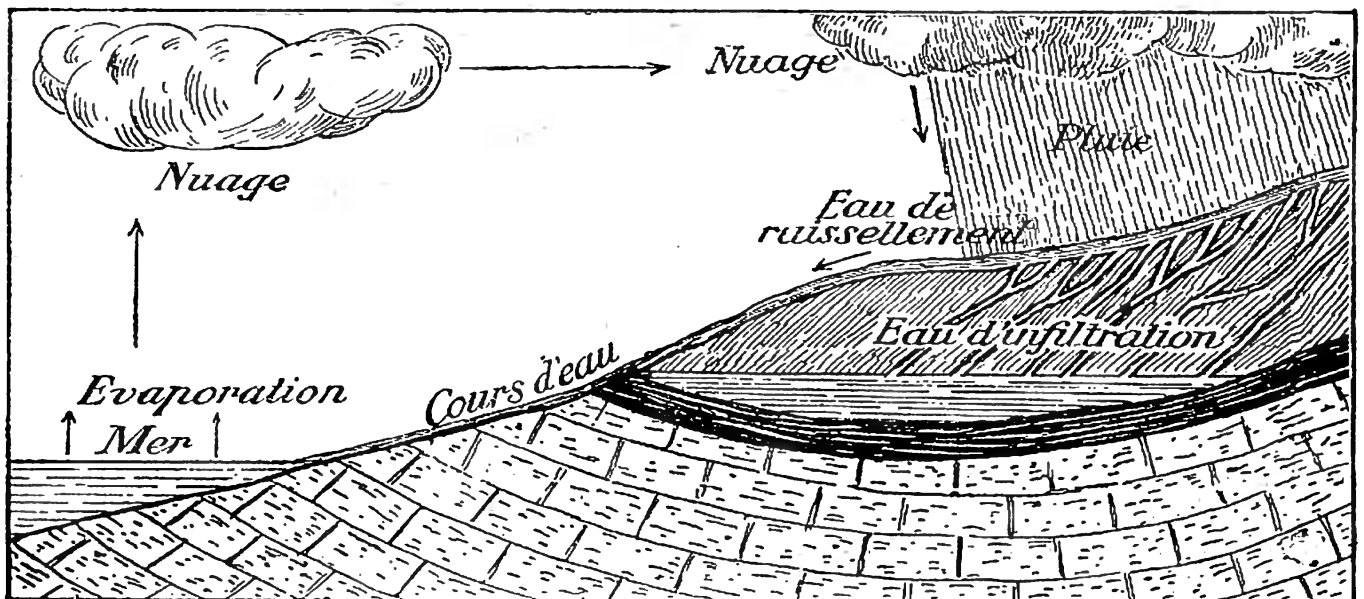 Nuage
Nuage
Pluie
Eau de
ruissellement
Eau d'infiltration
Cours d'eau
Evaporation
Mer